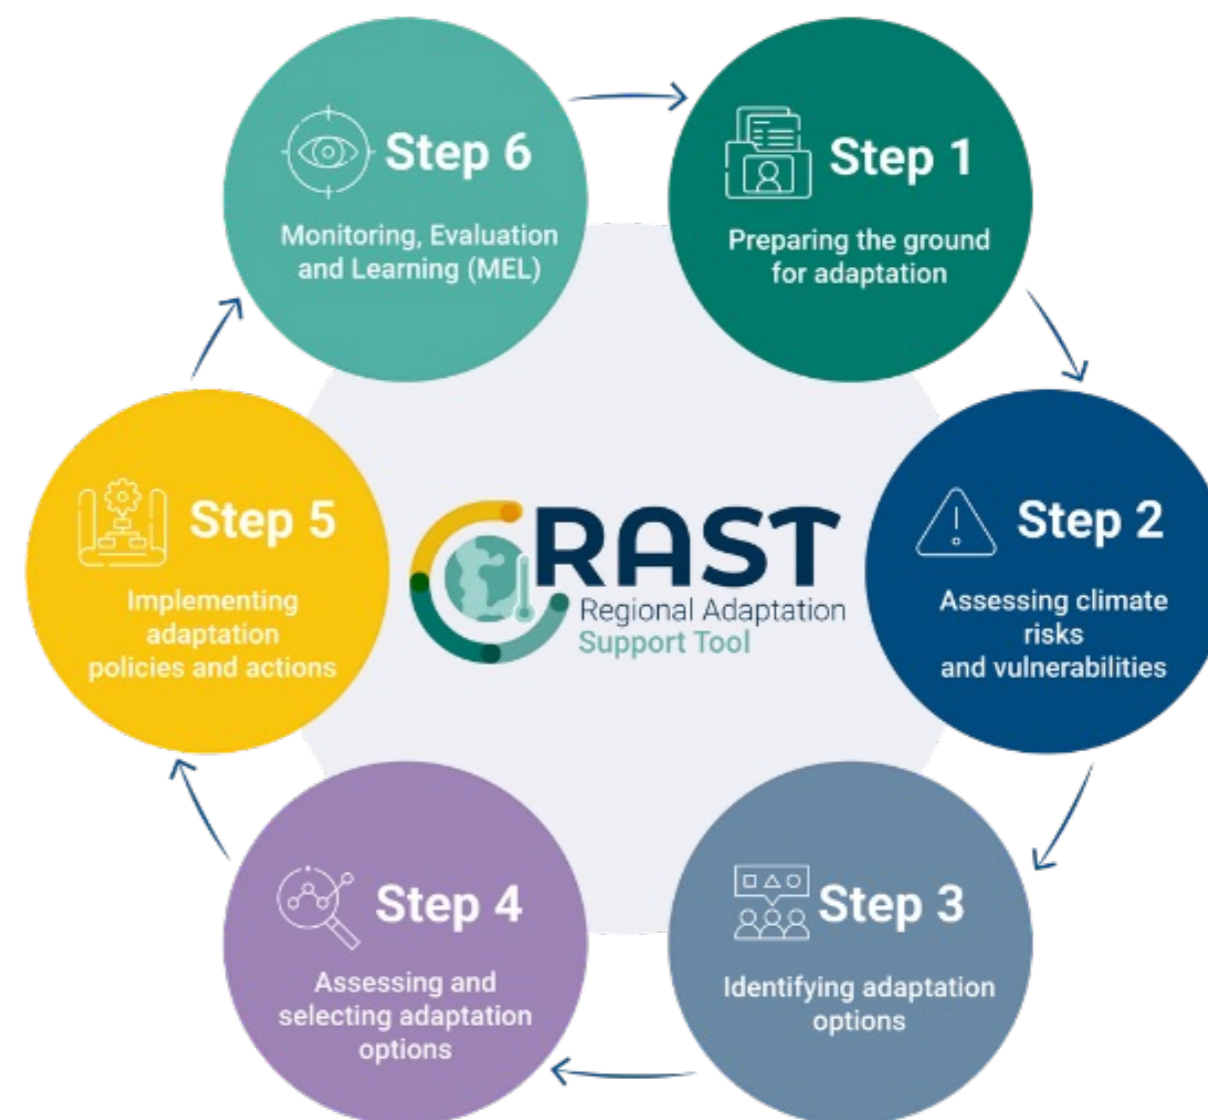 Step 1
Preparing the ground
for adaptation
Step 2
Assessing climate
risks
and vulnerabilities
Step 3
Identifying adaptation
options
Step 4
Assessing and
selecting adaptation
options
Step 5
Implementing
adaptation
policies and actions
Step 6
Monitoring, Evaluation
and Learning (MEL)
RAST
Regional Adaptation
Support Tool